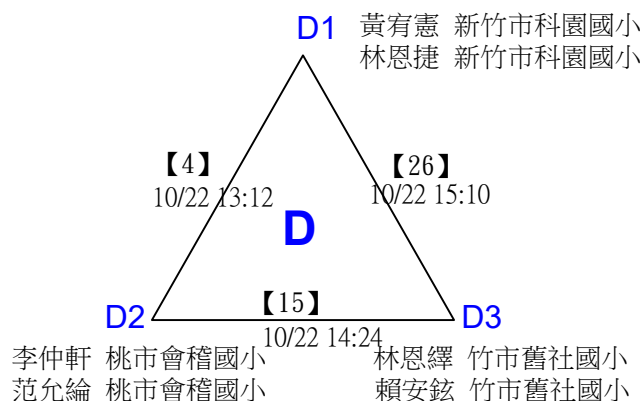 D1
黃宥憲 新竹市科園國小
林恩捷 新竹市科園國小
【4】
10/22 13:12
【26】
10/22 15:10
D
【15】
10/22 14:24
D2
李仲軒 桃市會稽國小
范允綸 桃市會稽國小
D3
林恩繹 竹市舊社國小
賴安鉉 竹市舊社國小